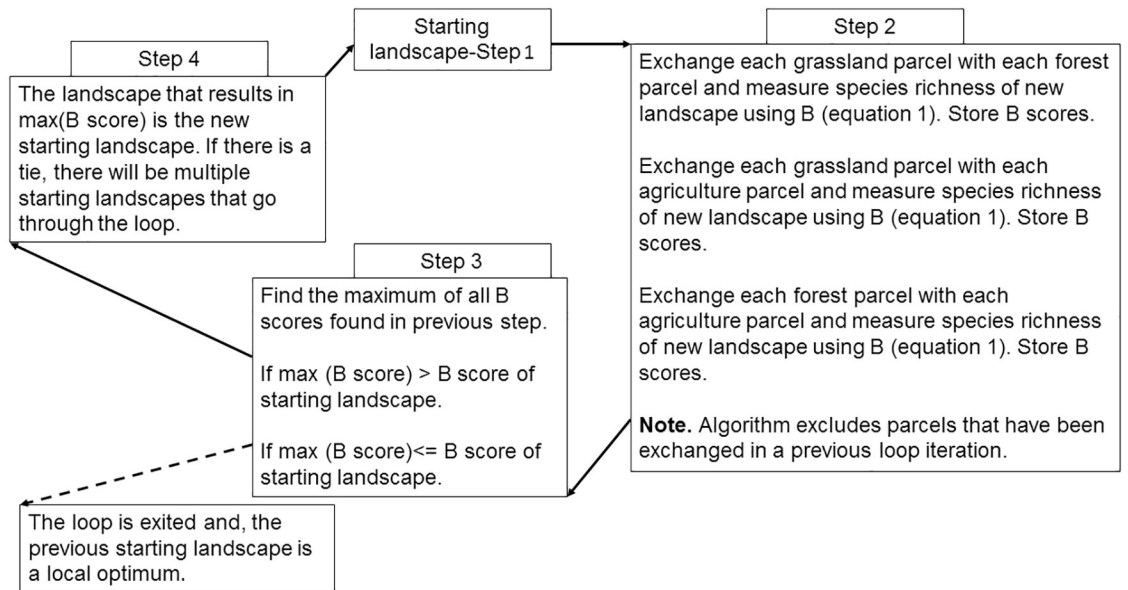 Starting
landscape-Step 1
Step 2
Exchange each grassland parcel with each forest
parcel and measure species richness of new
landscape using B (equation 1). Store B scores.
Exchange each grassland parcel with each
agriculture parcel and measure species richness
of new landscape using B (equation 1). Store B
scores.
Exchange each forest parcel with each
agriculture parcel and measure species richness
of new landscape using B (equation 1). Store B
scores.
Note. Algorithm excludes parcels that have been
exchanged in a previous loop iteration.
Step 3
Find the maximum of all B
scores found in previous step.
If max (B score) > B score of
starting landscape.
If max (B score)<= B score of
starting landscape.
Step 4
The landscape that results in
max(B score) is the new
starting landscape. If there is a
tie, there will be multiple
starting landscapes that go
through the loop.
The loop is exited and, the
previous starting landscape is
a local optimum.